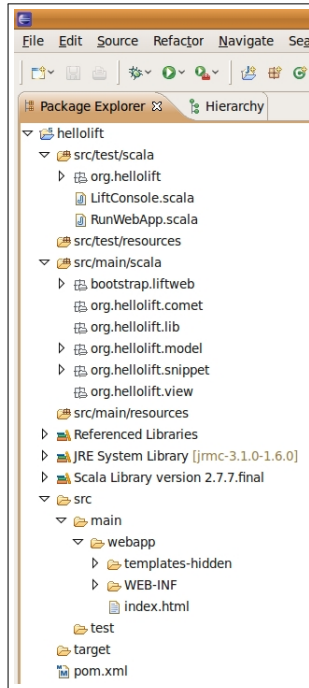 File Edit Source Refactor Navigate Sea
Package Explorer Hierarchy
hellolift
src/test/scala
org.hellolift
LiftConsole.scala
RunWebApp.scala
src/test/resources
src/main/scala
bootstrap.liftweb
org.hellolift.comet
org.hellolift.lib
org.hellolift.model
org.hellolift.snippet
org.hellolift.view
src/main/resources
Referenced Libraries
JRE System Library [jrmc-3.1.0-1.6.0]
Scala Library version 2.7.7.final
src
main
webapp
templates-hidden
WEB-INF
index.html
test
target
pom.xml